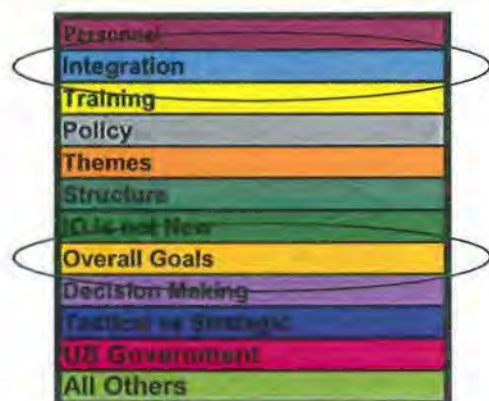 Personnel
Integration
Training
Policy
Themes
Structure
IO is not New
Overall Goals
Decision Making
Tactical vs Strategic
US Government
All Others